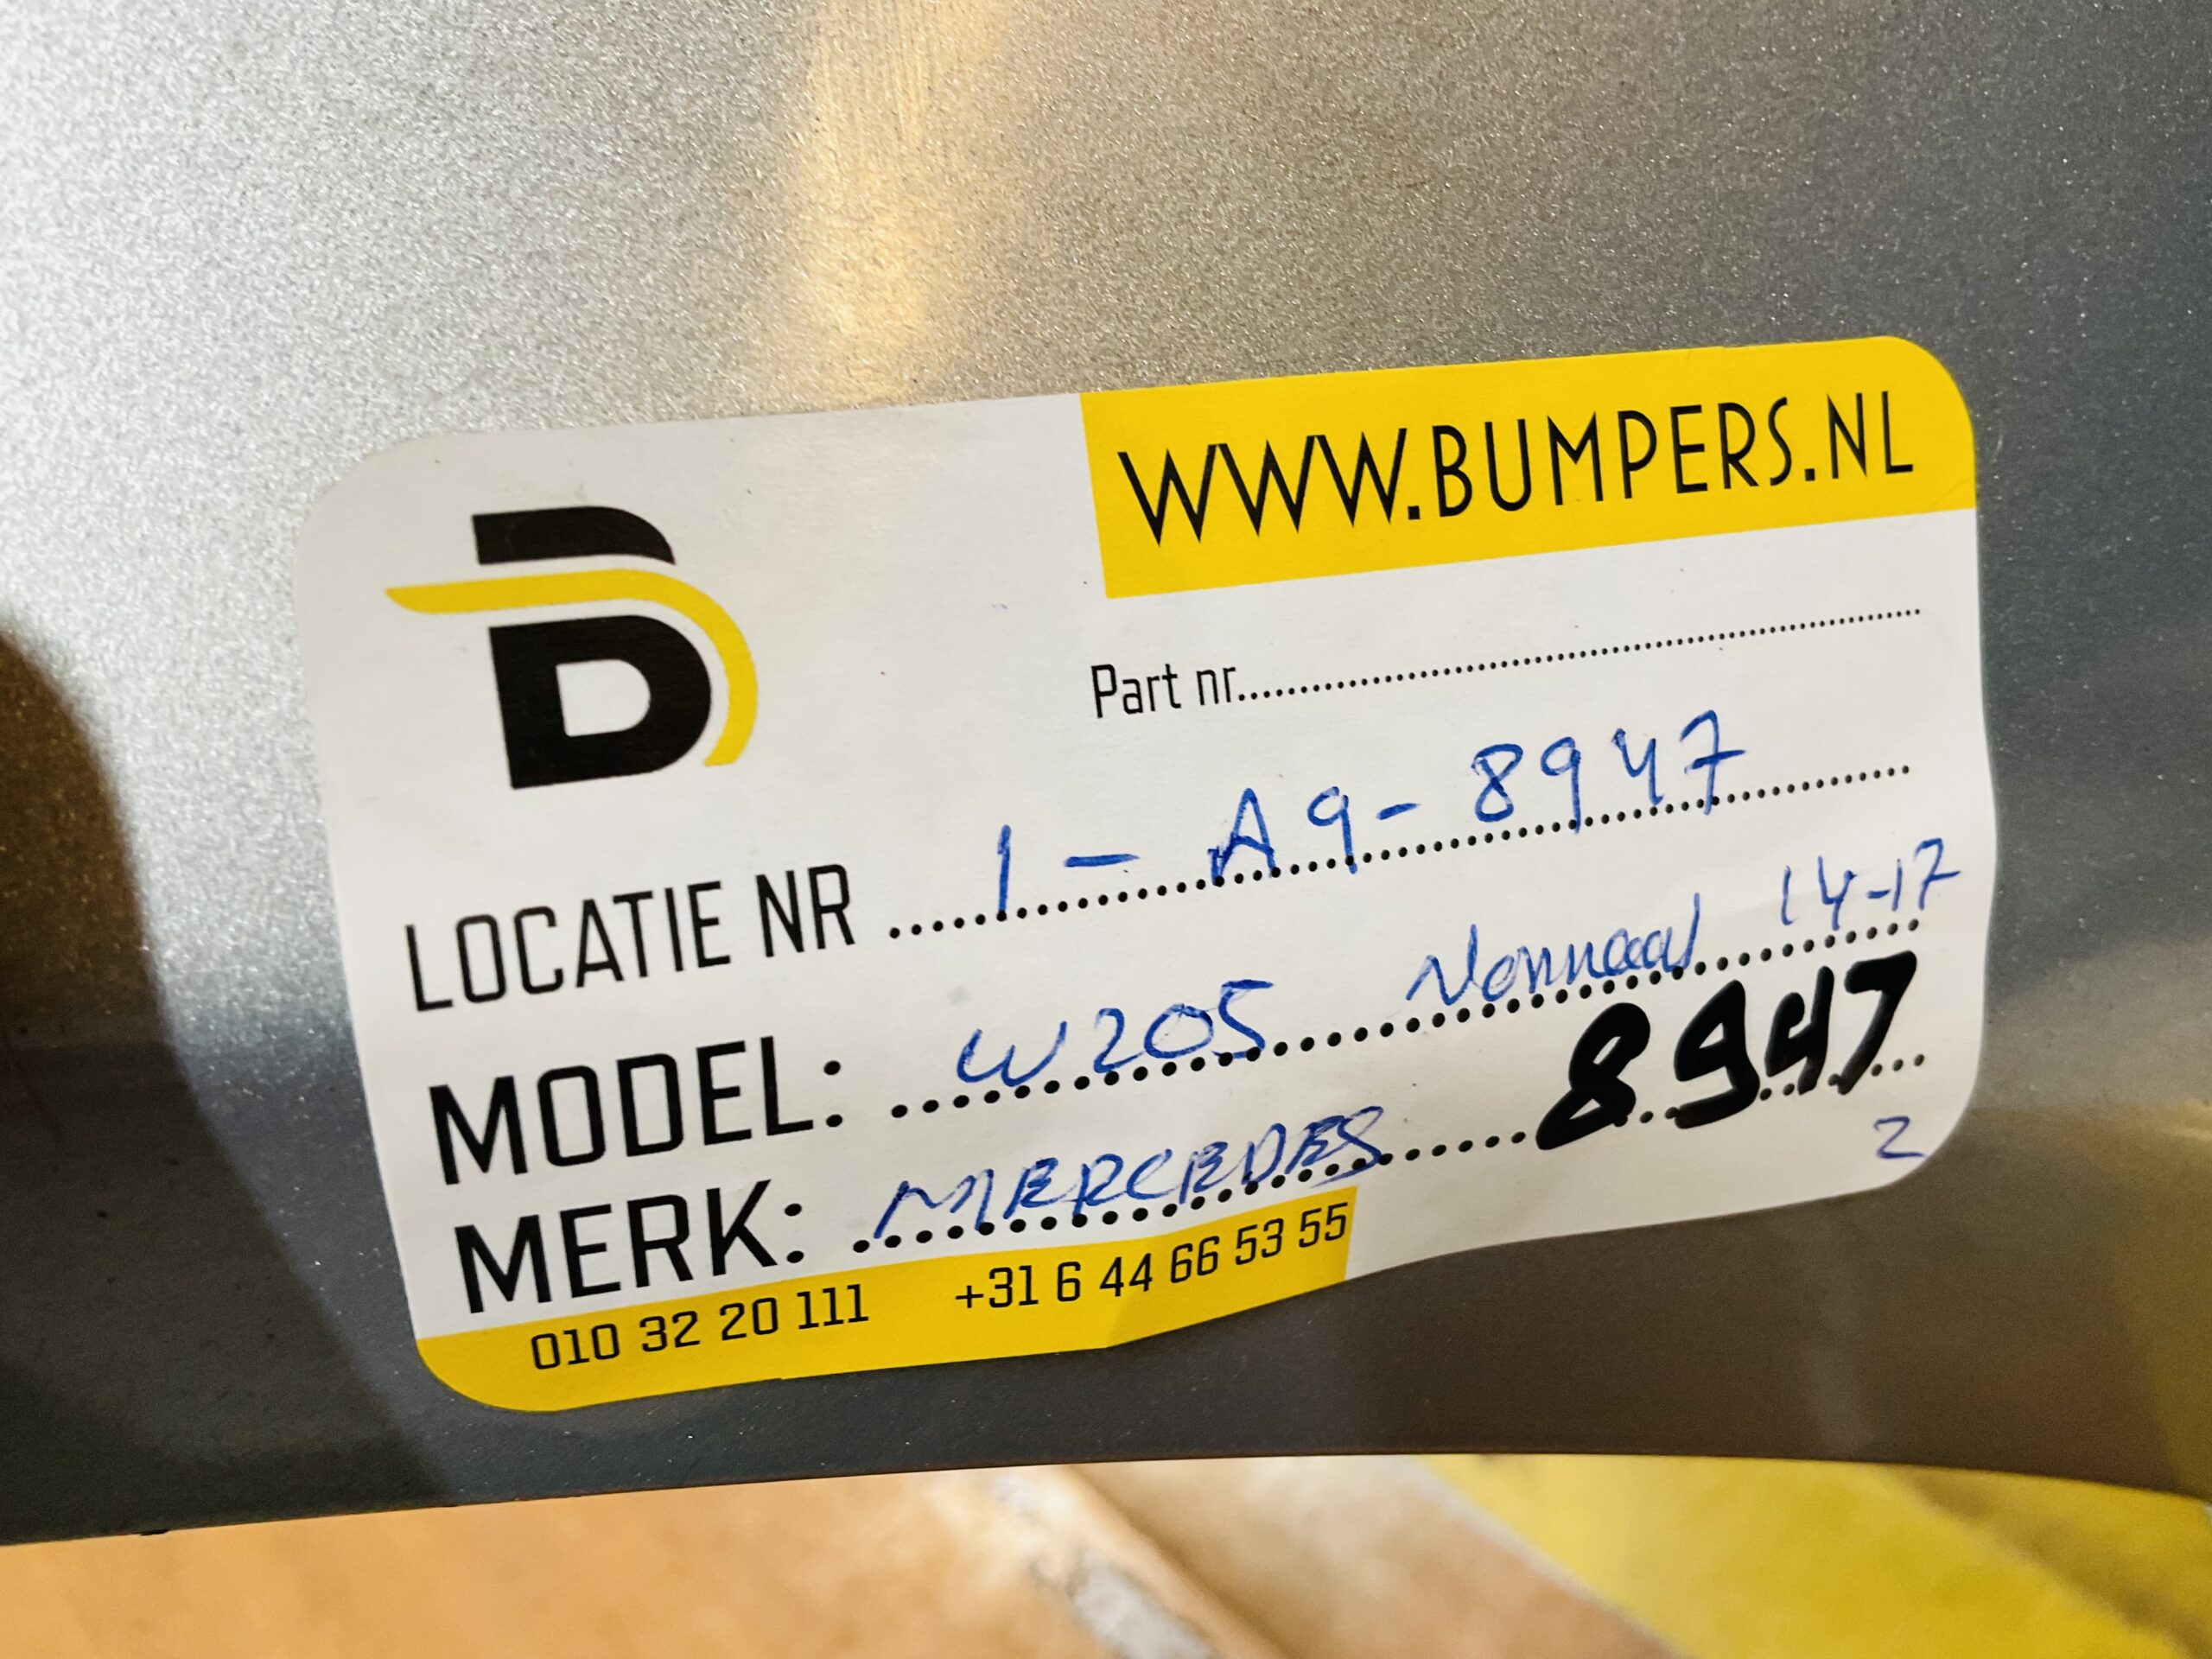 B
WWW.BUMPERS.NL
Part nr......................................................
LOCATIE NR 1 - A9 - 8947
MODEL: W205 Normaal 14-17
MERK: MERCEDES 8947
2
010 32 20 111 +31 6 44 66 53 55